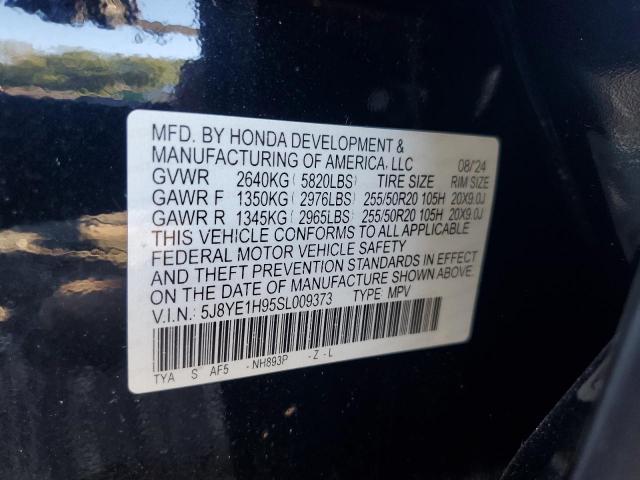 MFD. BY HONDA DEVELOPMENT &
MANUFACTURING OF AMERICA, LLC 08/'24
GVWR 2640KG ( 5820LBS) TIRE SIZE RIM SIZE
GAWR F 1350KG ( 2976LBS) 255/50R20 105H 20X9.0J
GAWR R 1345KG ( 2965LBS) 255/50R20 105H 20X9.0J
THIS VEHICLE CONFORMS TO ALL APPLICABLE
FEDERAL MOTOR VEHICLE SAFETY
AND THEFT PREVENTION STANDARDS IN EFFECT
ON THE DATE OF MANUFACTURE SHOWN ABOVE.
V.I.N.: 5J8YE1H95SL009373 TYPE: MPV
TYA S AF5 -NH893P -Z-L